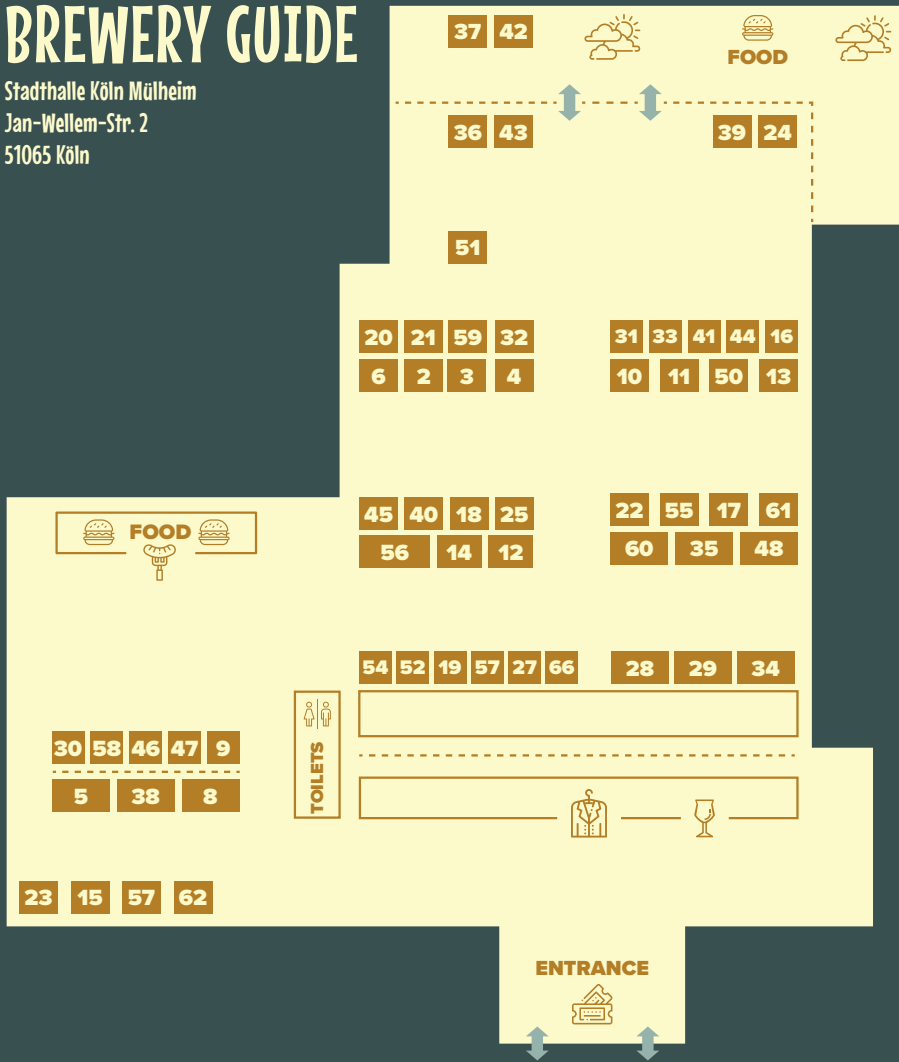 BREWERY GUIDE
Stadthalle Köln Mülheim
Jan-Wellem-Str. 2
51065 Köln
37 42
FOOD
36 43
39 24
51
20 21 59 32
31 33 41 44 16
6 2 3 4
10 11 50 13
45 40 18 25
22 55 17 61
FOOD
56 14 12
60 35 48
54 52 19 57 27 66
28 29 34
30 58 46 47 9
TOILETS
5 38 8
23 15 57 62
ENTRANCE